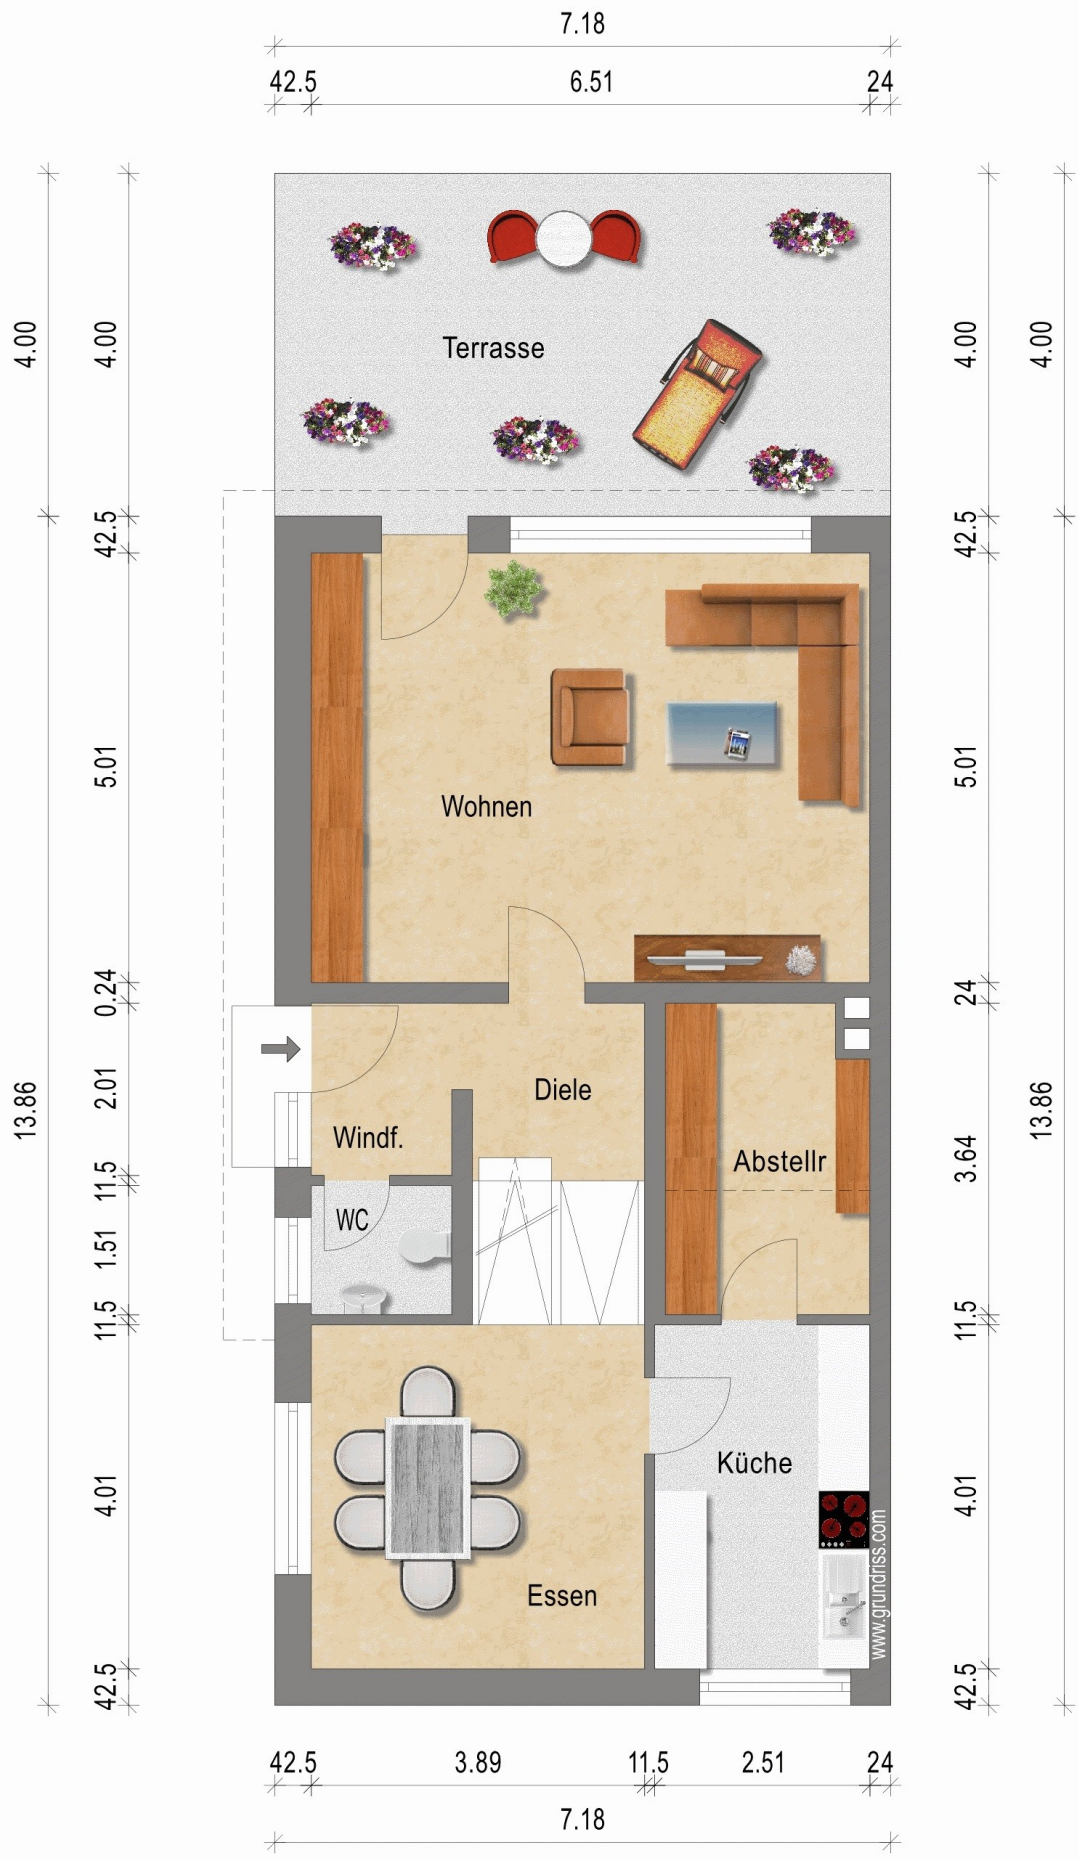 7.18
42.5 6.51 24
4.00 4.00 Terrasse 4.00 4.00
42.5 42.5
5.01 5.01
Wohnen
0.24 24
2.01 Diele 13.86
13.86 Windf. 3.64
Abstellr
11.5
WC
1.51
11.5 11.5
Küche
4.01 4.01
www.grundriss.com
Essen
42.5 42.5
42.5 3.89 11.5 2.51 24
7.18